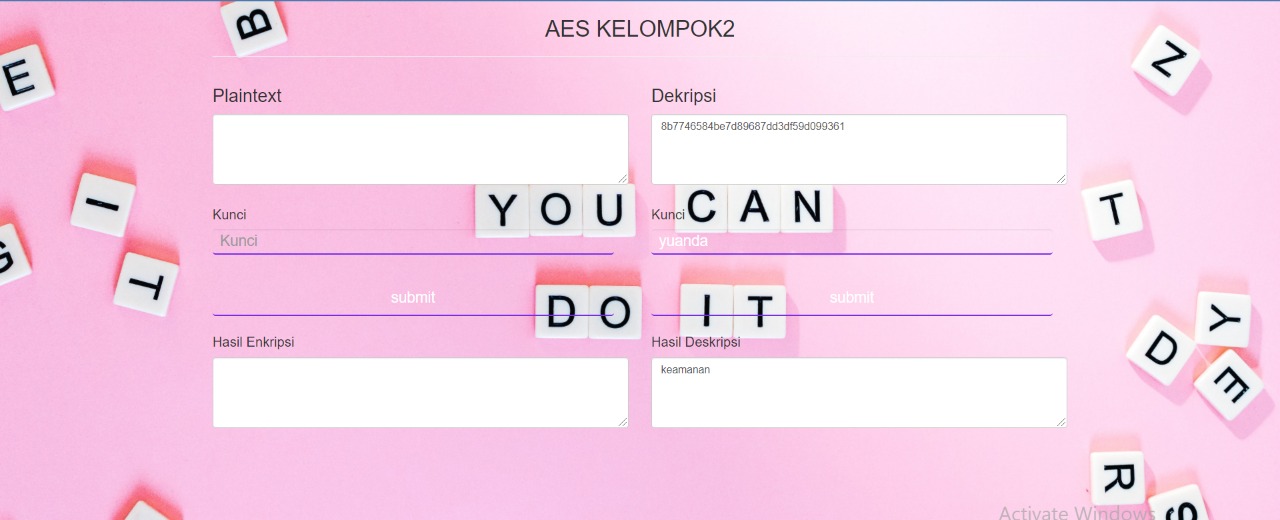 AES KELOMPOK2
Plaintext
Dekripsi
8b7746584be7d89687dd3df59d099361
Kunci
Kunci
Kunci
yuanda
submit
submit
Hasil Enkripsi
Hasil Deskripsi
keamanan
YOU CAN
DO IT
B
E
I
T
G
Z
T
Y
D
E
R
S
Activate Windows